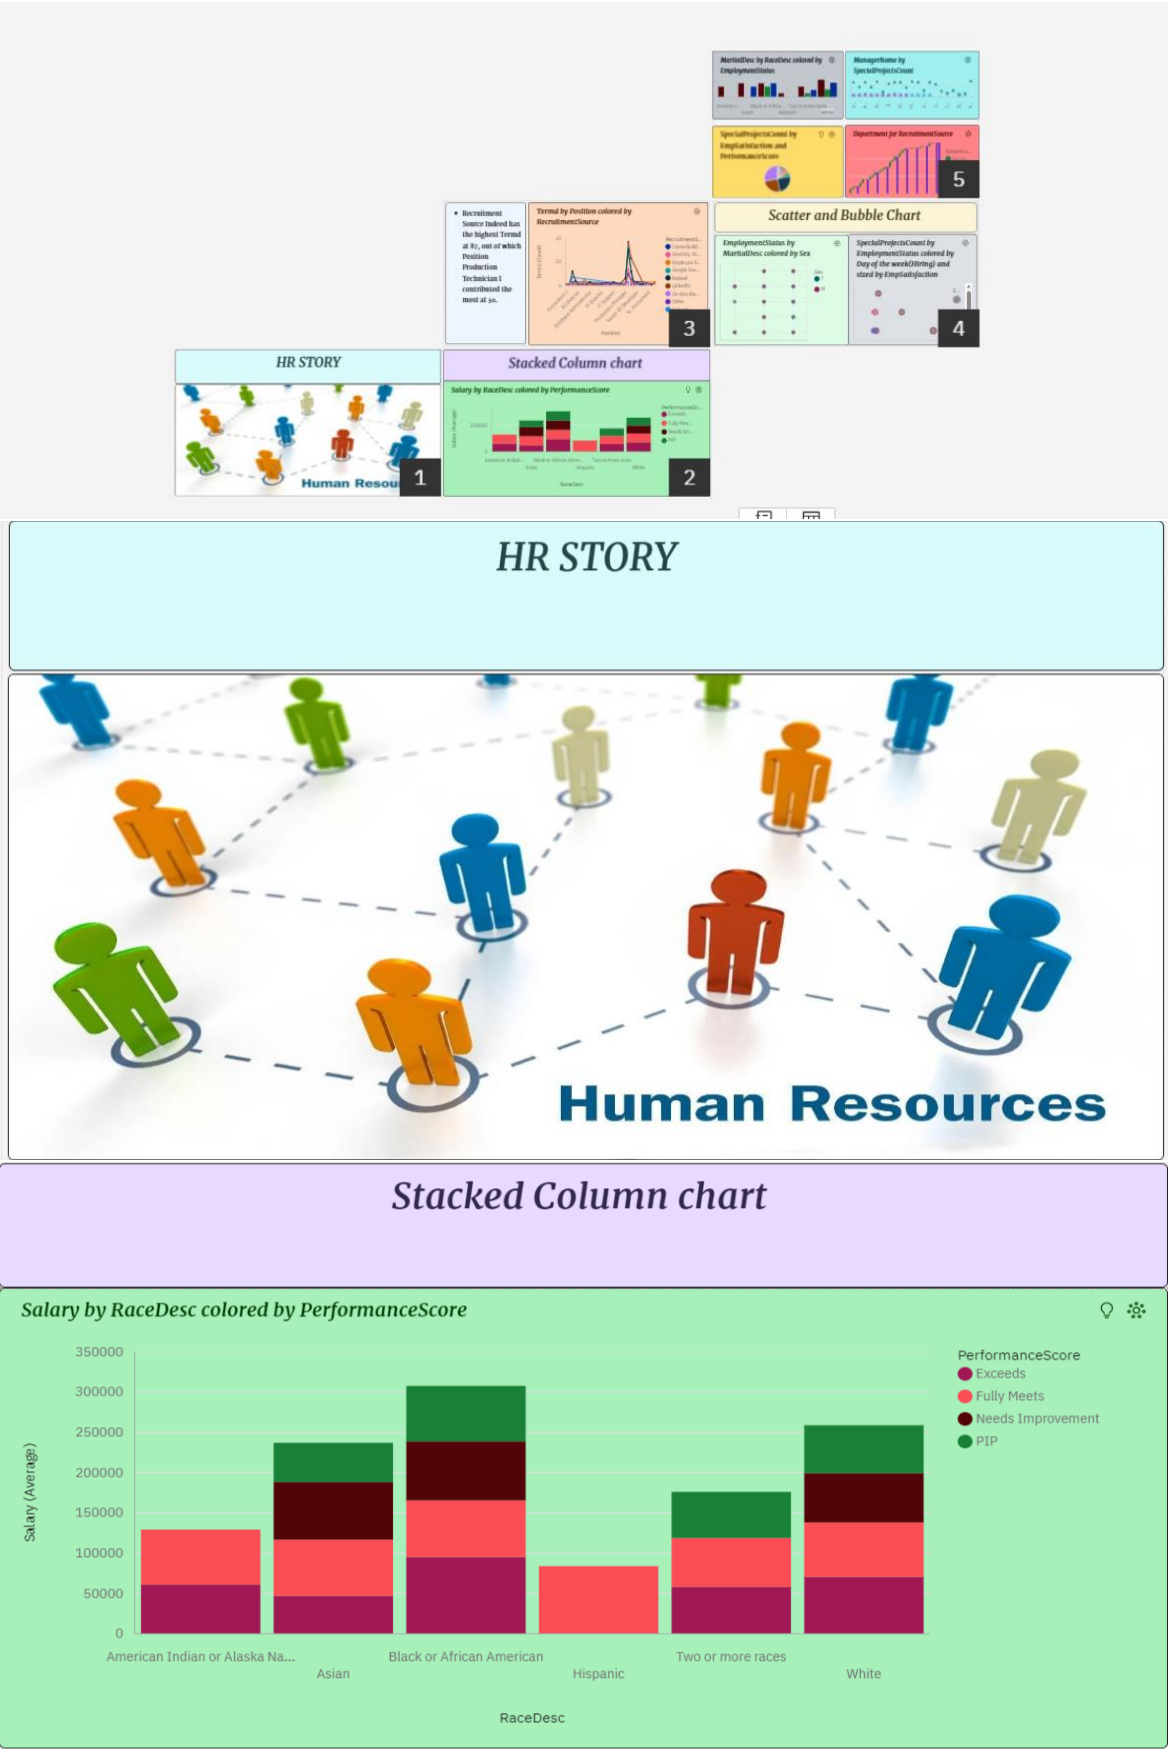 MaritalDesc by RaceDesc colored by
EmploymentStatus
ManagerName by
SpecialProjectsCount
SpecialProjectsCount by
EmpSatisfaction and
PerformanceScore
Department for RecruitmentSource
5
• Recruitment
Source Indeed has
the highest Termd
at 87, out of which
Position
Production
Technician I
contributed the
most at 50.
Termd by Position colored by
RecruitmentSource
3
Scatter and Bubble Chart
EmploymentStatus by
MaritalDesc colored by Sex
SpecialProjectsCount by
EmploymentStatus colored by
Day of the week(Hiring) and
sized by EmpSatisfaction
4
HR STORY
Human Resou
1
Stacked Column chart
Salary by RaceDesc colored by PerformanceScore
RaceDesc
2
HR STORY
Human Resources
Stacked Column chart
Salary by RaceDesc colored by PerformanceScore
350000
300000
250000
200000
150000
100000
50000
0
Salary (Average)
PerformanceScore
Exceeds
Fully Meets
Needs Improvement
PIP
American Indian or Alaska Na...
Asian
Black or African American
Hispanic
Two or more races
White
RaceDesc